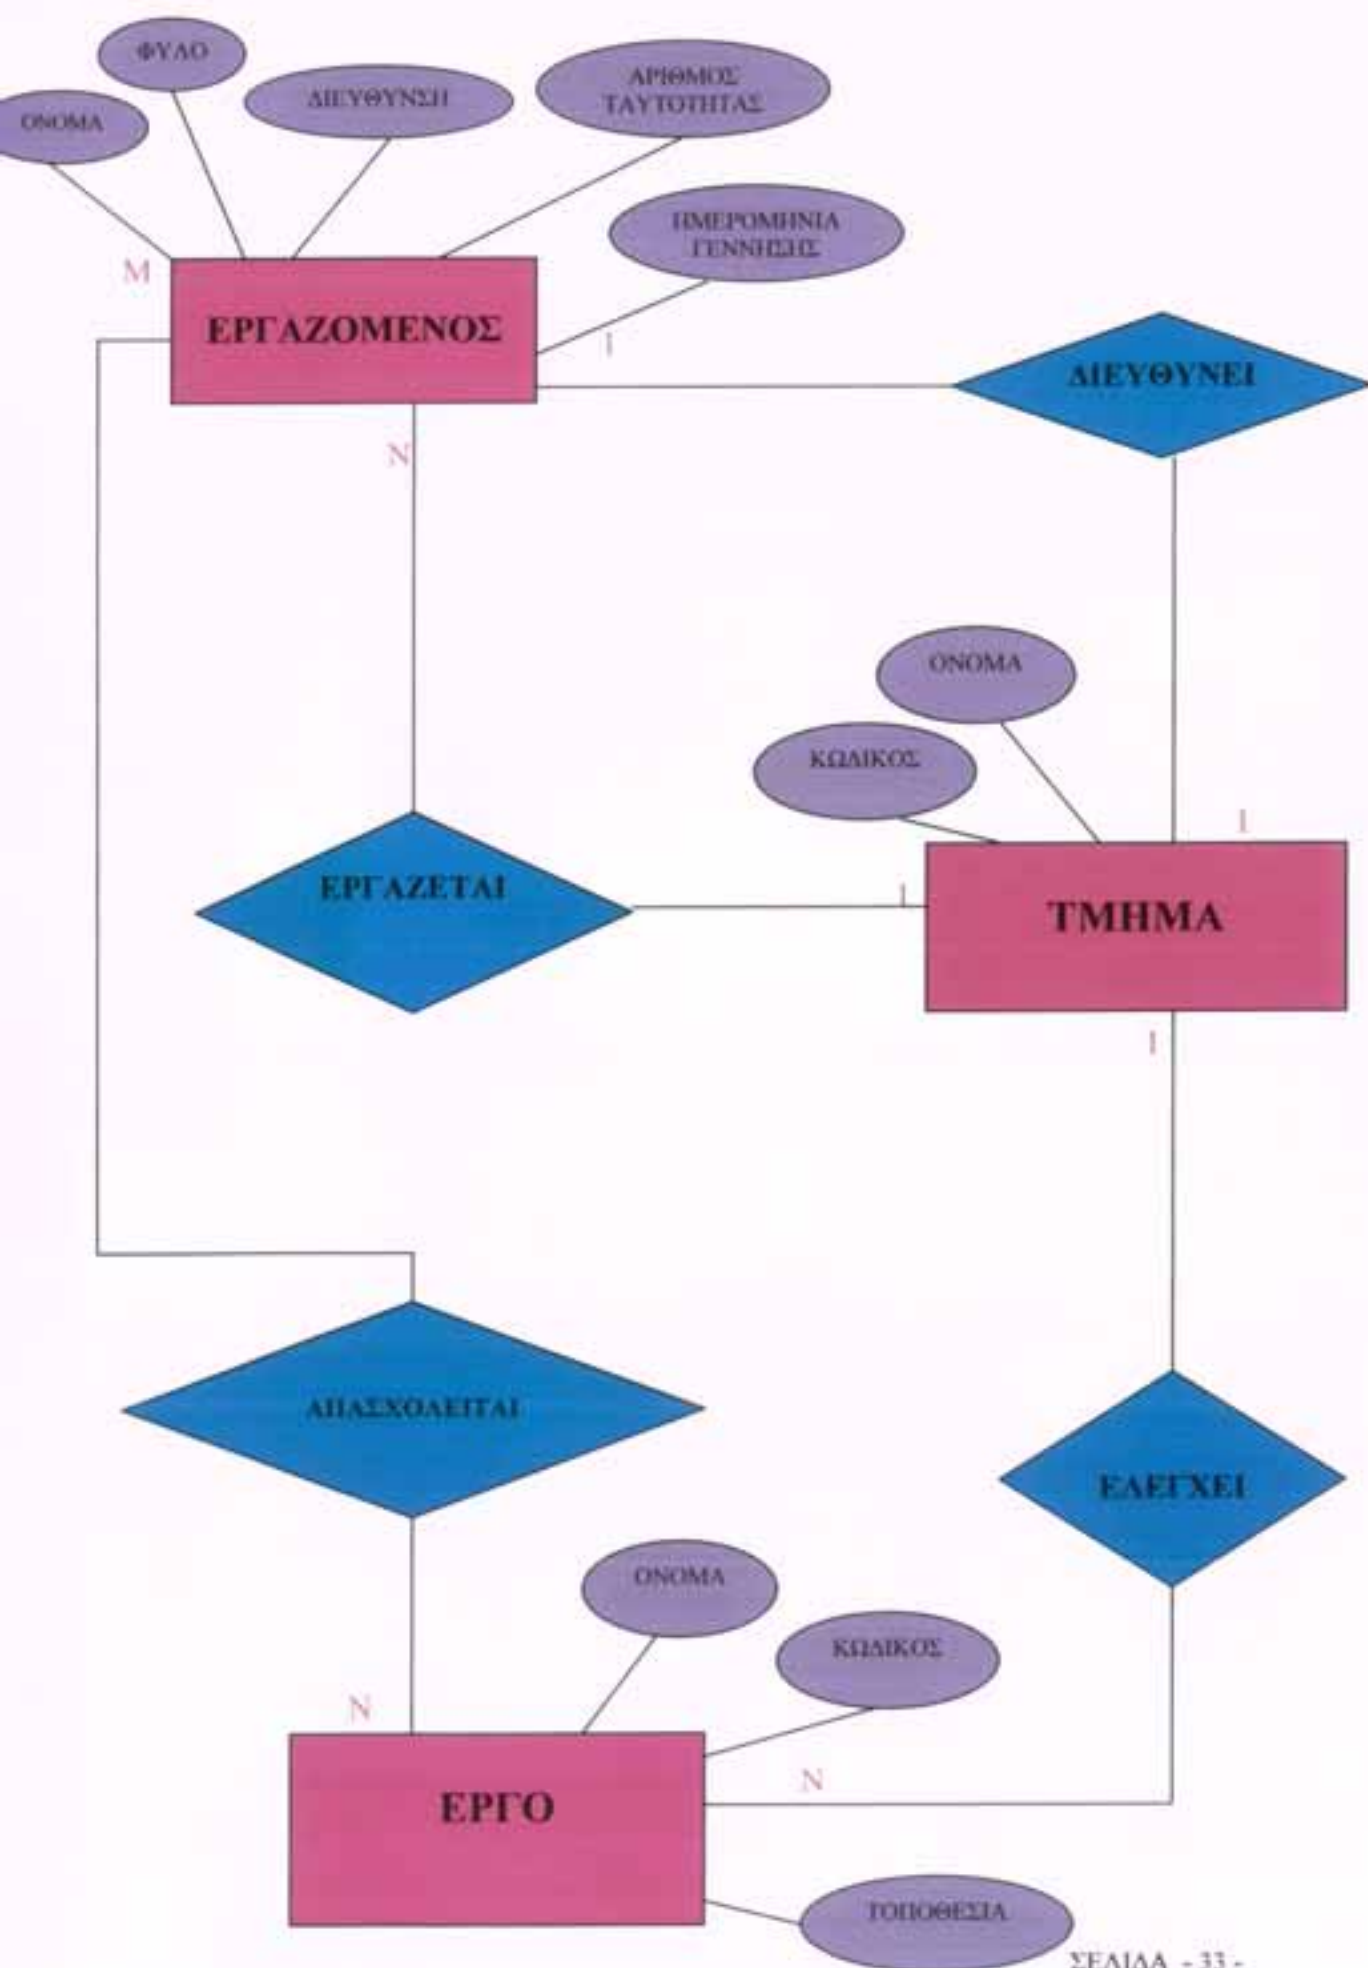 ΦΥΛΟ
ΟΝΟΜΑ
ΔΙΕΥΘΥΝΣΗ
ΑΡΙΘΜΟΣ
ΤΑΥΤΟΤΗΤΑΣ
ΗΜΕΡΟΜΗΝΙΑ
ΓΕΝΝΗΣΗΣ
Μ
ΕΡΓΑΖΟΜΕΝΟΣ
1
ΔΙΕΥΘΥΝΕΙ
Ν
ΟΝΟΜΑ
ΚΩΔΙΚΟΣ
1
ΕΡΓΑΖΕΤΑΙ
1
ΤΜΗΜΑ
1
ΑΠΑΣΧΟΛΕΙΤΑΙ
ΕΛΕΓΧΕΙ
ΟΝΟΜΑ
ΚΩΔΙΚΟΣ
Ν
ΕΡΓΟ
Ν
ΤΟΠΟΘΕΣΙΑ
ΣΕΛΙΔΑ - 33 -